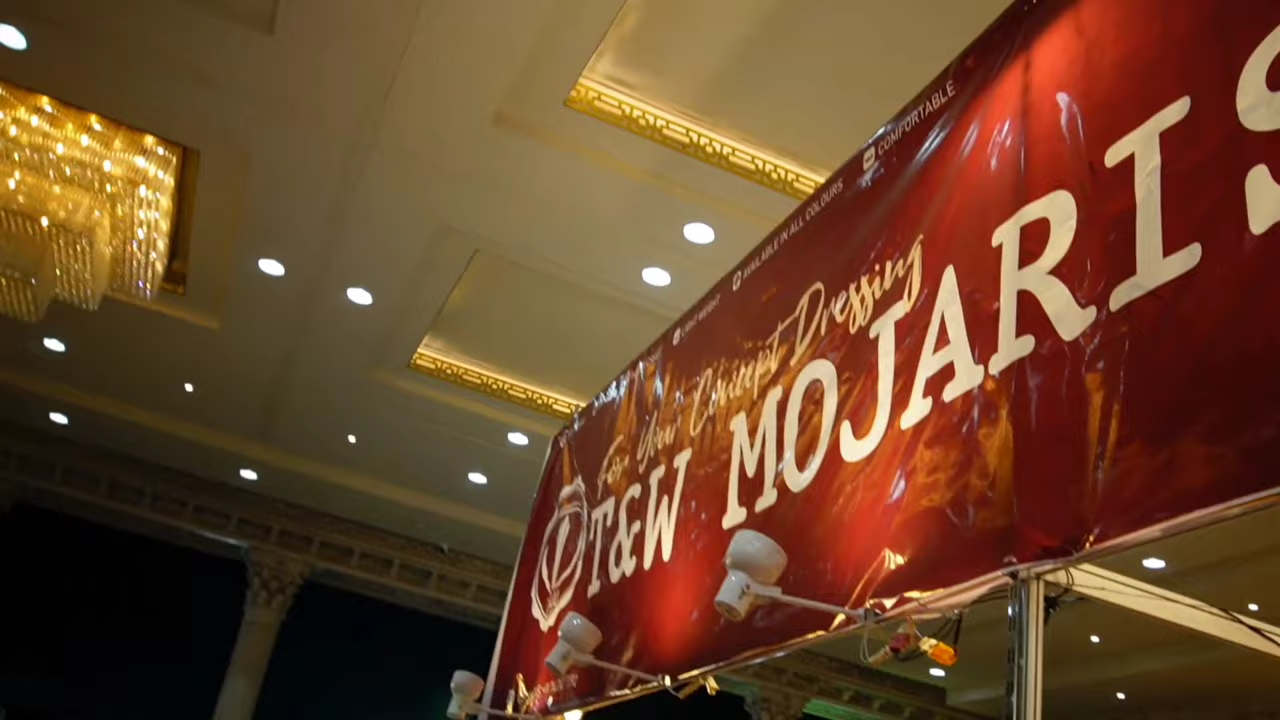 LIGHT WEIGHT AVAILABLE IN ALL COLOURS COMFORTABLE
For Your Concept Dressing
T&W MOJARIS